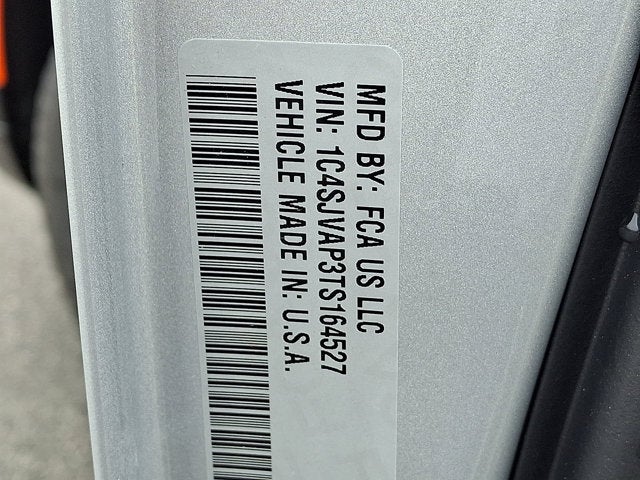 MFD BY: FCA US LLC
VIN: 1C4SJVAP3TS164527
VEHICLE MADE IN: U.S.A.